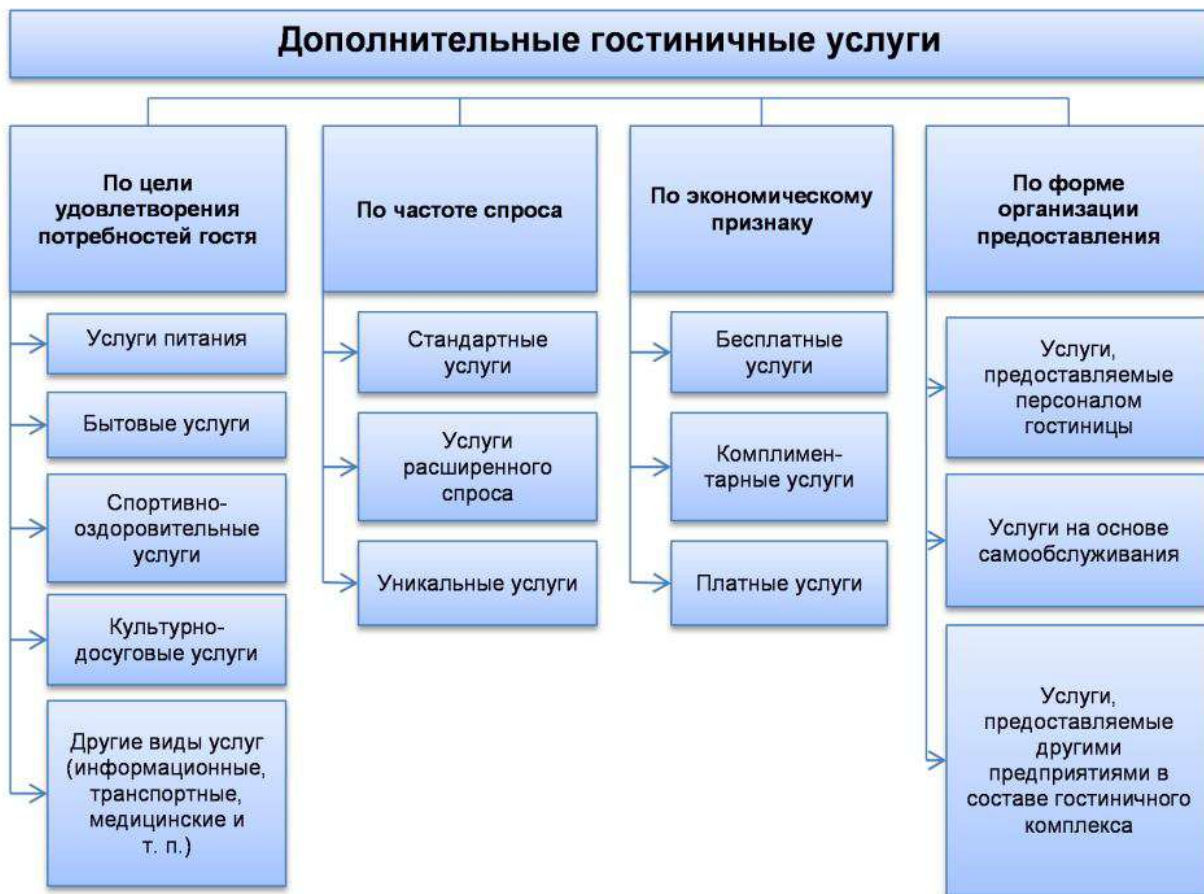 Дополнительные гостиничные услуги
По цели
удовлетворения
потребностей гостя
Услуги питания
Бытовые услуги
Спортивно-
оздоровительные
услуги
Культурно-
досуговые услуги
Другие виды услуг
(информационные,
транспортные,
медицинские и
т. п.)
По частоте спроса
Стандартные
услуги
Услуги
расширенного
спроса
Уникальные услуги
По экономическому
признаку
Бесплатные
услуги
Комплимен-
тарные услуги
Платные услуги
По форме
организации
предоставления
Услуги,
предоставляемые
персоналом
гостиницы
Услуги на основе
самообслуживания
Услуги,
предоставляемые
другими
предприятиями в
составе гостиничного
комплекса